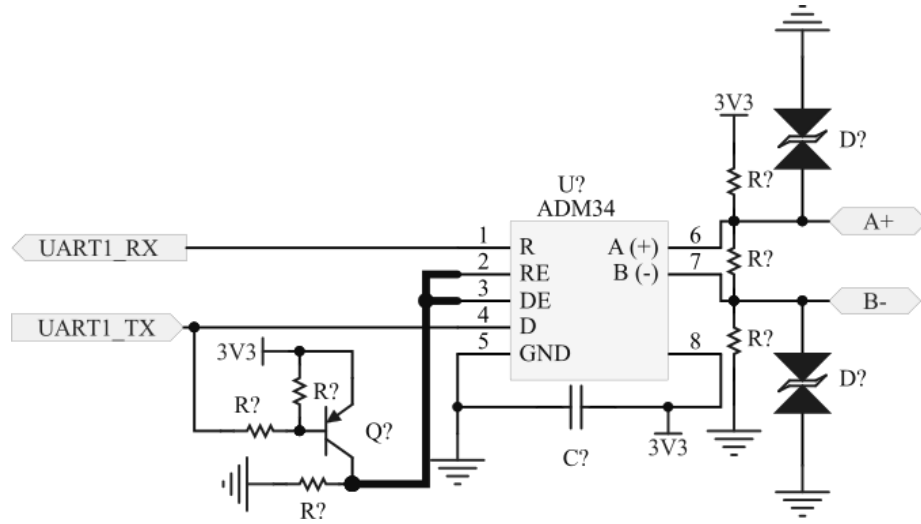 3V3
D?
R?
U?
ADM34
A+
UART1_RX
1
R
A (+)
6
R?
2
RE
B (-)
7
3
DE
B-
UART1_TX
4
D
R?
5
GND
8
3V3
R?
D?
R?
Q?
C?
3V3
R?